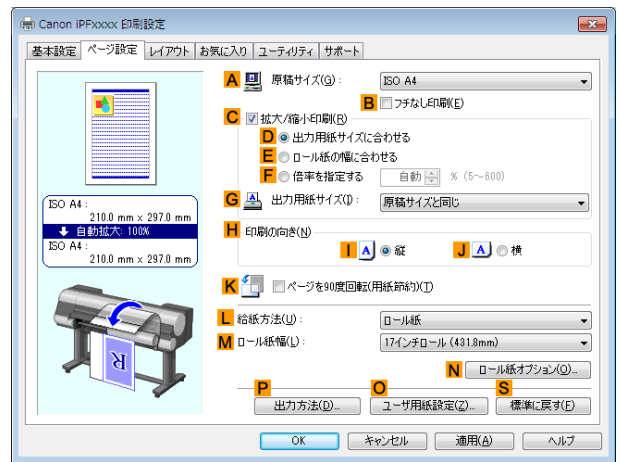 Canon iPFxxxx 印刷設定
基本設定 ページ設定 レイアウト お気に入り ユーティリティ サポート
A 原稿サイズ(G): ISO A4
B フチなし印刷(E)
C 拡大/縮小印刷(R)
D 出力用紙サイズに合わせる
E ロール紙の幅に合わせる
F 倍率を指定する 自動 % (5～600)
G 出力用紙サイズ(I): 原稿サイズと同じ
ISO A4 :
210.0 mm x 297.0 mm
自動拡大: 100%
ISO A4 :
210.0 mm x 297.0 mm
H 印刷の向き(N)
I A 縦 J A 横
K ページを90度回転(用紙節約)(T)
L 給紙方法(U): ロール紙
M ロール紙幅(L): 17インチロール (431.8mm)
R
N ロール紙オプション(O)...
P O S
出力方法(D)... ユーザ用紙設定(Z)... 標準に戻す(F)
OK キャンセル 適用(A) ヘルプ